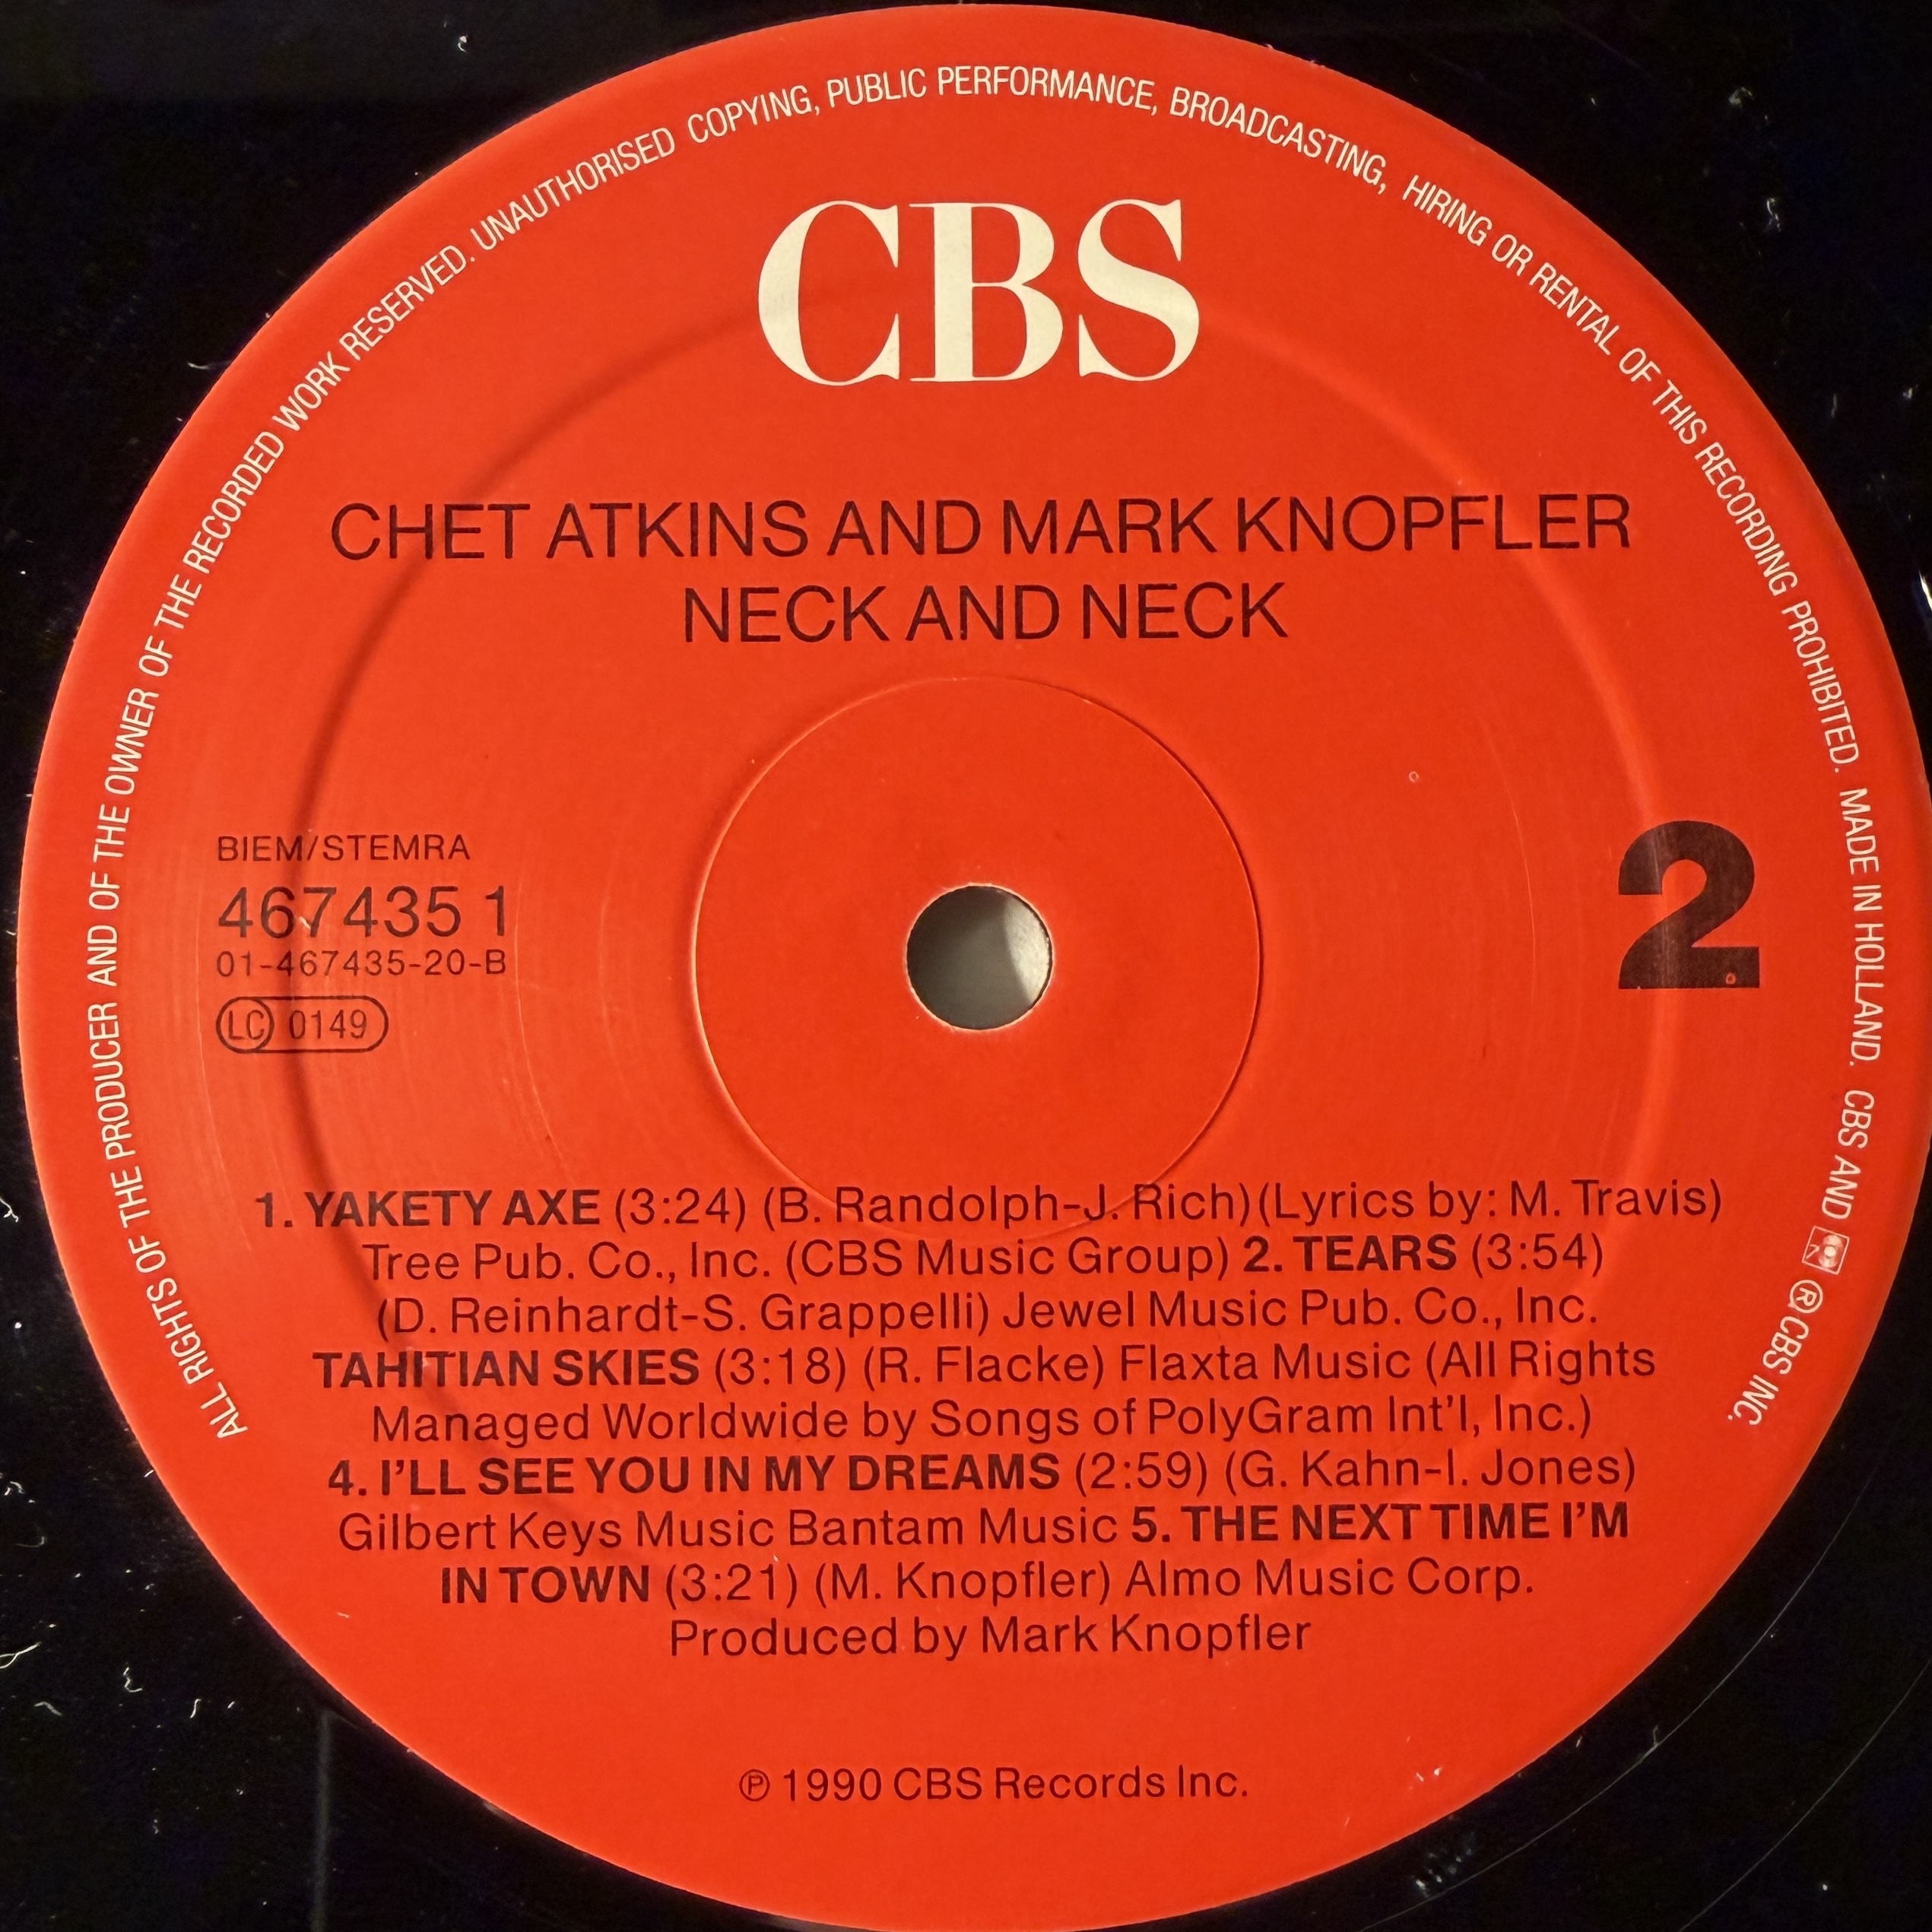 ALL RIGHTS OF THE PRODUCER AND OF THE OWNER OF THE RECORDED WORK RESERVED. UNAUTHORISED COPYING, PUBLIC PERFORMANCE, BROADCASTING, HIRING OR RENTAL OF THIS RECORDING PROHIBITED. MADE IN HOLLAND. CBS AND ® CBS INC.
CBS
CHET ATKINS AND MARK KNOPFLER
NECK AND NECK
BIEM/STEMRA
467435 1
01-467435-20-B
LC 0149
2
1. YAKETY AXE (3:24) (B. Randolph-J. Rich)(Lyrics by: M. Travis)
Tree Pub. Co., Inc. (CBS Music Group) 2. TEARS (3:54)
(D. Reinhardt-S. Grappelli) Jewel Music Pub. Co., Inc.
TAHITIAN SKIES (3:18) (R. Flacke) Flaxta Music (All Rights
Managed Worldwide by Songs of PolyGram Int'l, Inc.)
4. I'LL SEE YOU IN MY DREAMS (2:59) (G. Kahn-I. Jones)
Gilbert Keys Music Bantam Music 5. THE NEXT TIME I'M
IN TOWN (3:21) (M. Knopfler) Almo Music Corp.
Produced by Mark Knopfler
℗ 1990 CBS Records Inc.